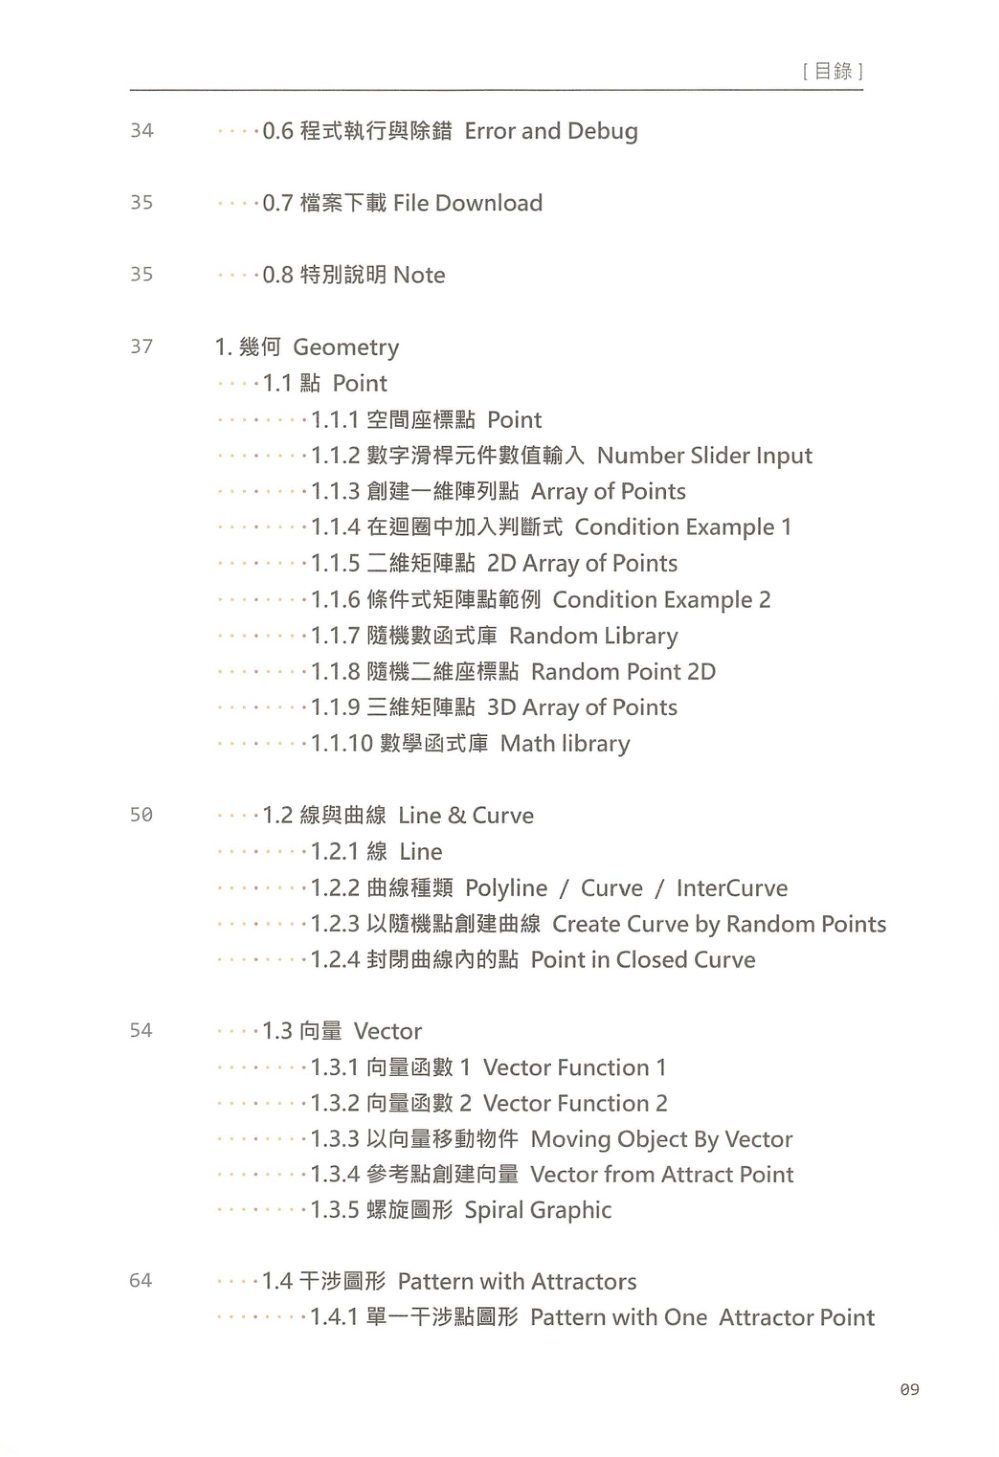 [ 目錄 ]
34 ····0.6 程式執行與除錯 Error and Debug
35 ····0.7 檔案下載 File Download
35 ····0.8 特別說明 Note
37 1. 幾何 Geometry
····1.1 點 Point
········1.1.1 空間座標點 Point
········1.1.2 數字滑桿元件數值輸入 Number Slider Input
········1.1.3 創建一維陣列點 Array of Points
········1.1.4 在迴圈中加入判斷式 Condition Example 1
········1.1.5 二維矩陣點 2D Array of Points
········1.1.6 條件式矩陣點範例 Condition Example 2
········1.1.7 隨機數函式庫 Random Library
········1.1.8 隨機二維座標點 Random Point 2D
········1.1.9 三維矩陣點 3D Array of Points
········1.1.10 數學函式庫 Math library
50 ····1.2 線與曲線 Line & Curve
········1.2.1 線 Line
········1.2.2 曲線種類 Polyline / Curve / InterCurve
········1.2.3 以隨機點創建曲線 Create Curve by Random Points
········1.2.4 封閉曲線內的點 Point in Closed Curve
54 ····1.3 向量 Vector
········1.3.1 向量函數 1 Vector Function 1
········1.3.2 向量函數 2 Vector Function 2
········1.3.3 以向量移動物件 Moving Object By Vector
········1.3.4 參考點創建向量 Vector from Attract Point
········1.3.5 螺旋圖形 Spiral Graphic
64 ····1.4 干涉圖形 Pattern with Attractors
········1.4.1 單一干涉點圖形 Pattern with One Attractor Point
09